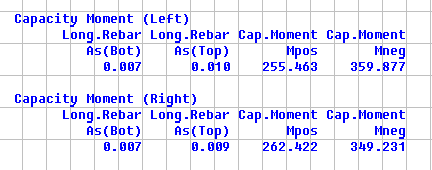 Capacity Moment (Left)
Long.Rebar Long.Rebar Cap.Moment Cap.Moment
As(Bot) As(Top) Mpos Mneg
0.007 0.010 255.463 359.877
Capacity Moment (Right)
Long.Rebar Long.Rebar Cap.Moment Cap.Moment
As(Bot) As(Top) Mpos Mneg
0.007 0.009 262.422 349.231